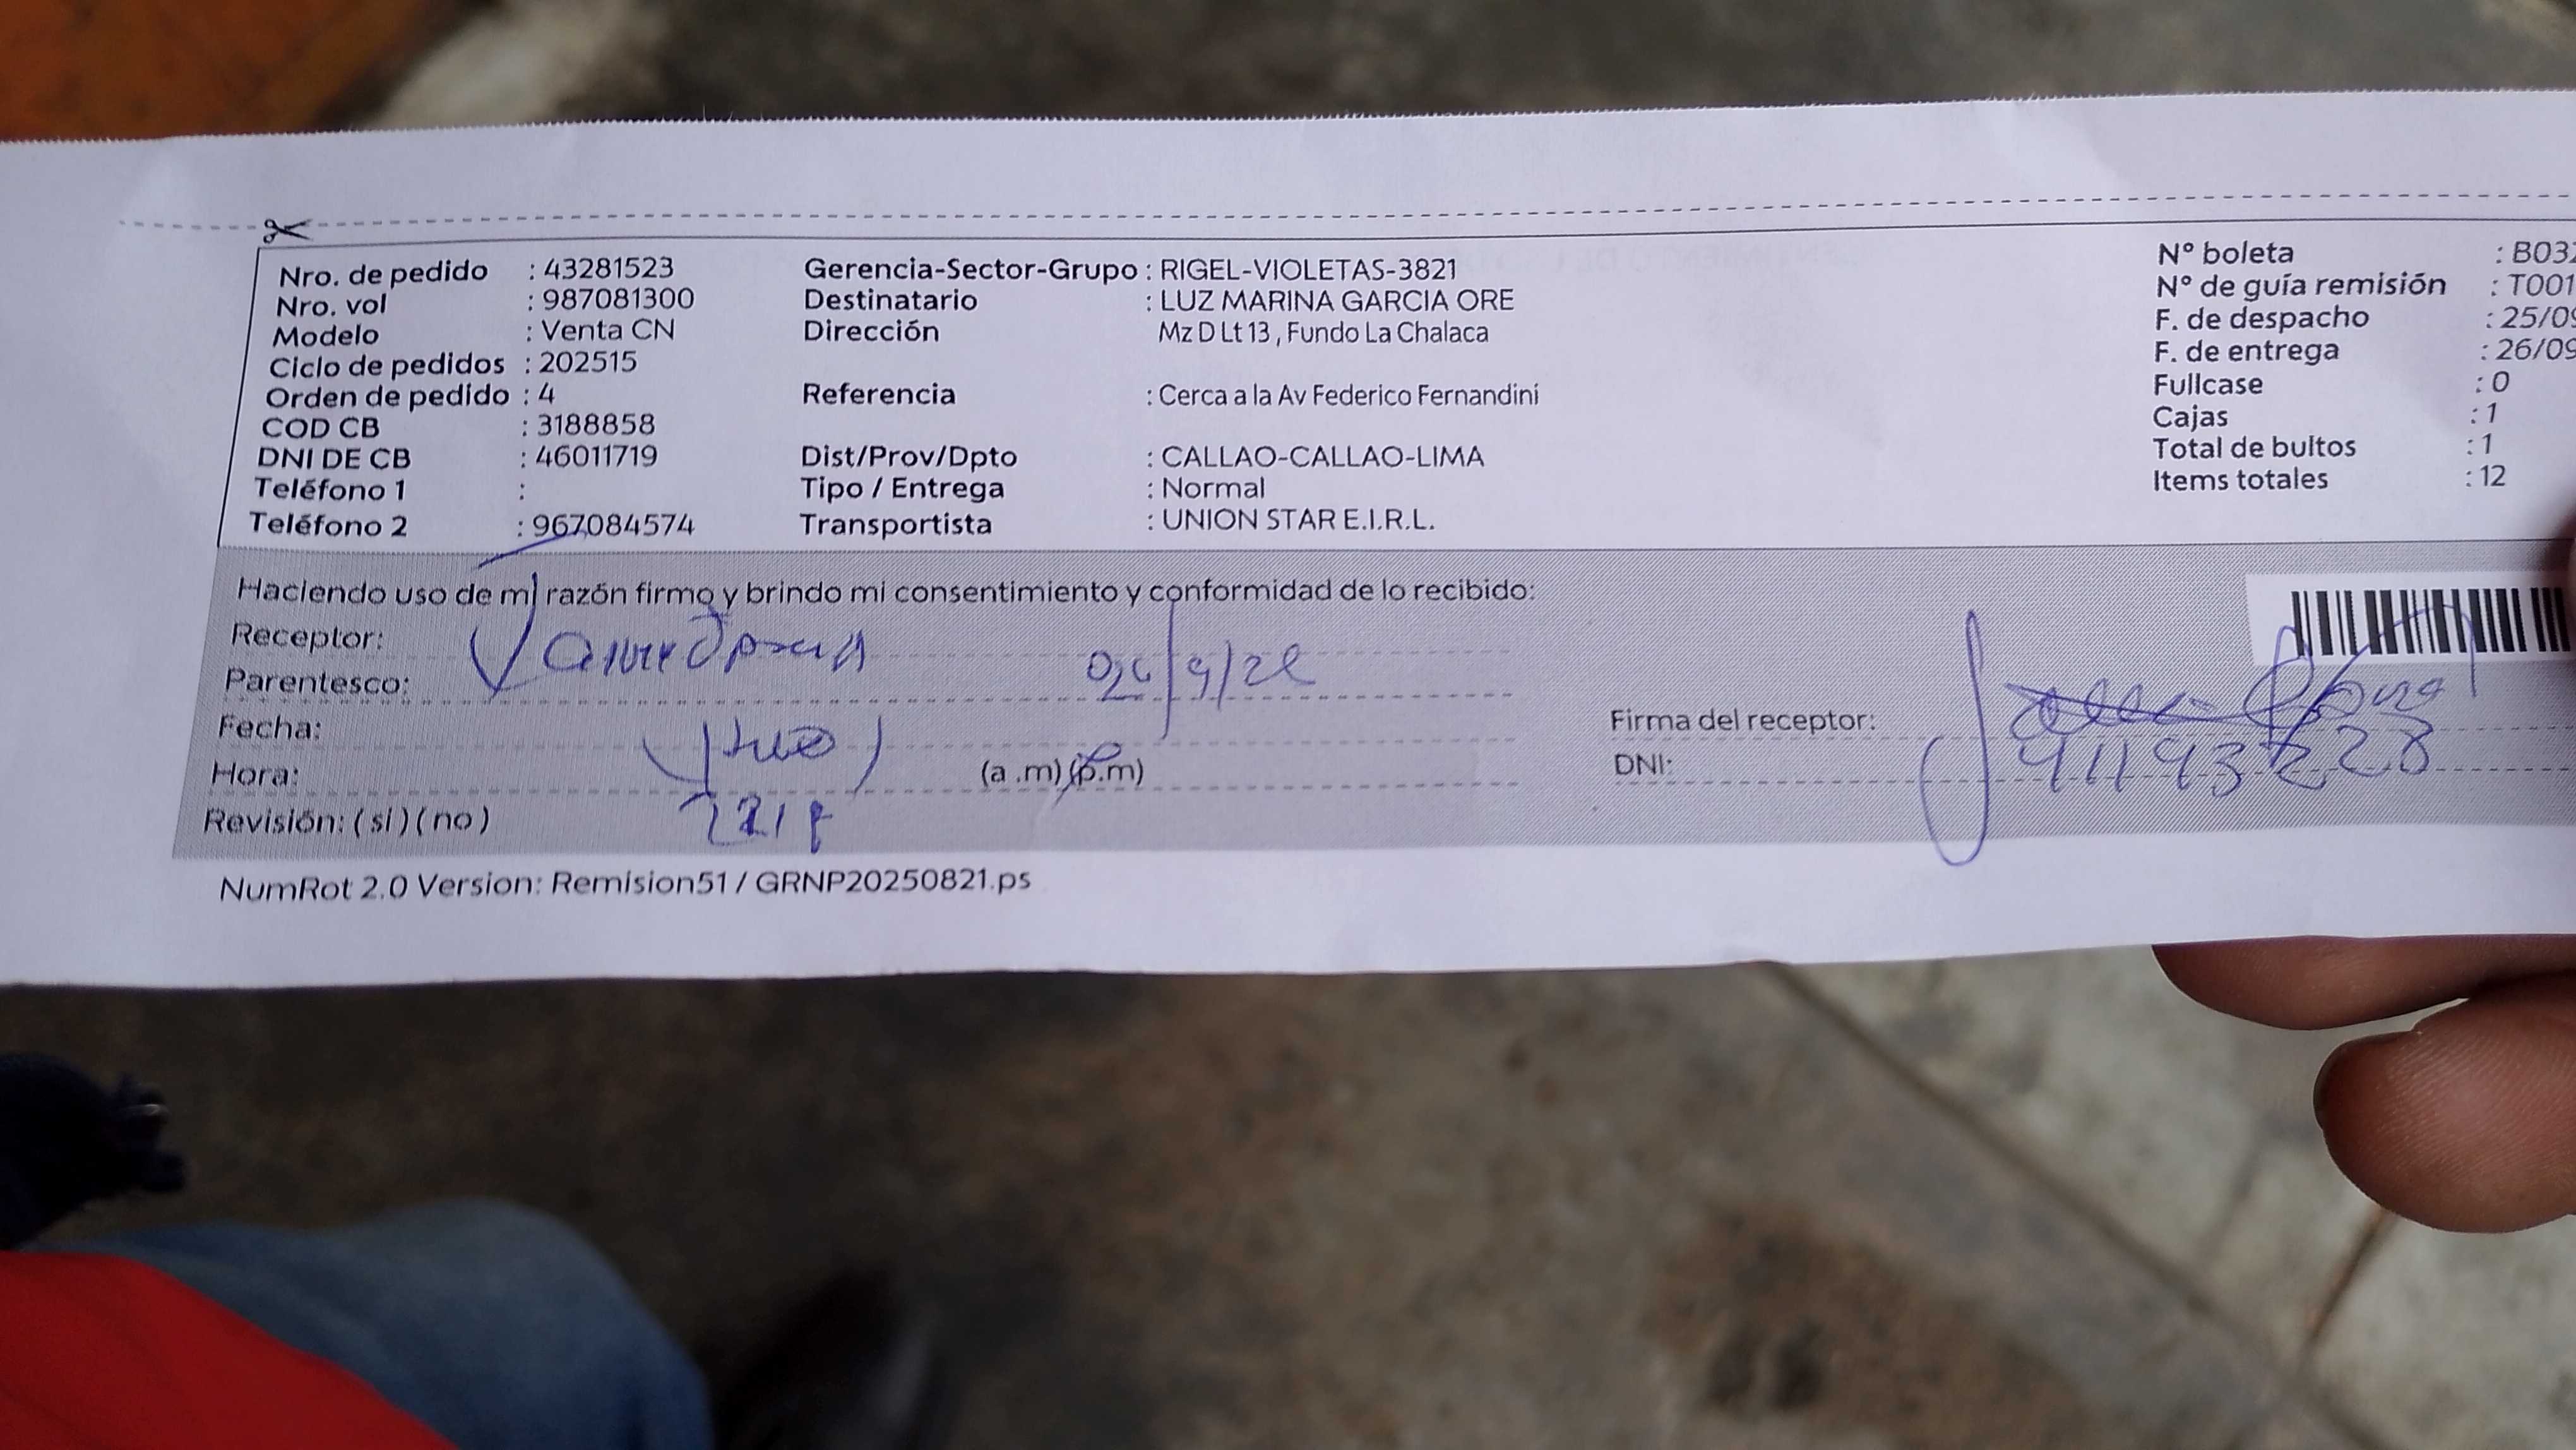 Nro. de pedido : 43281523
Nro. vol : 987081300
Modelo : Venta CN
Ciclo de pedidos : 202515
Orden de pedido : 4
COD CB : 3188858
DNI DE CB : 46011719
Teléfono 1 :
Teléfono 2 : 967084574
Gerencia-Sector-Grupo : RIGEL-VIOLETAS-3821
Destinatario : LUZ MARINA GARCIA ORE
Dirección Mz D Lt 13 , Fundo La Chalaca
Referencia : Cerca a la Av Federico Fernandini
Dist/Prov/Dpto : CALLAO-CALLAO-LIMA
Tipo / Entrega : Normal
Transportista : UNION STAR E.I.R.L.
N° boleta : B03
N° de guía remisión : T001
F. de despacho : 25/09
F. de entrega : 26/09
Fullcase : 0
Cajas : 1
Total de bultos : 1
Items totales : 12
Haciendo uso de mi razón firmo y brindo mi consentimiento y conformidad de lo recibido:
Receptor:
Parentesco:
Fecha:
Hora: (a .m) (p.m)
Revisión: ( si ) ( no )
Firma del receptor:
DNI:
NumRot 2.0 Version: Remision51 / GRNP20250821.ps